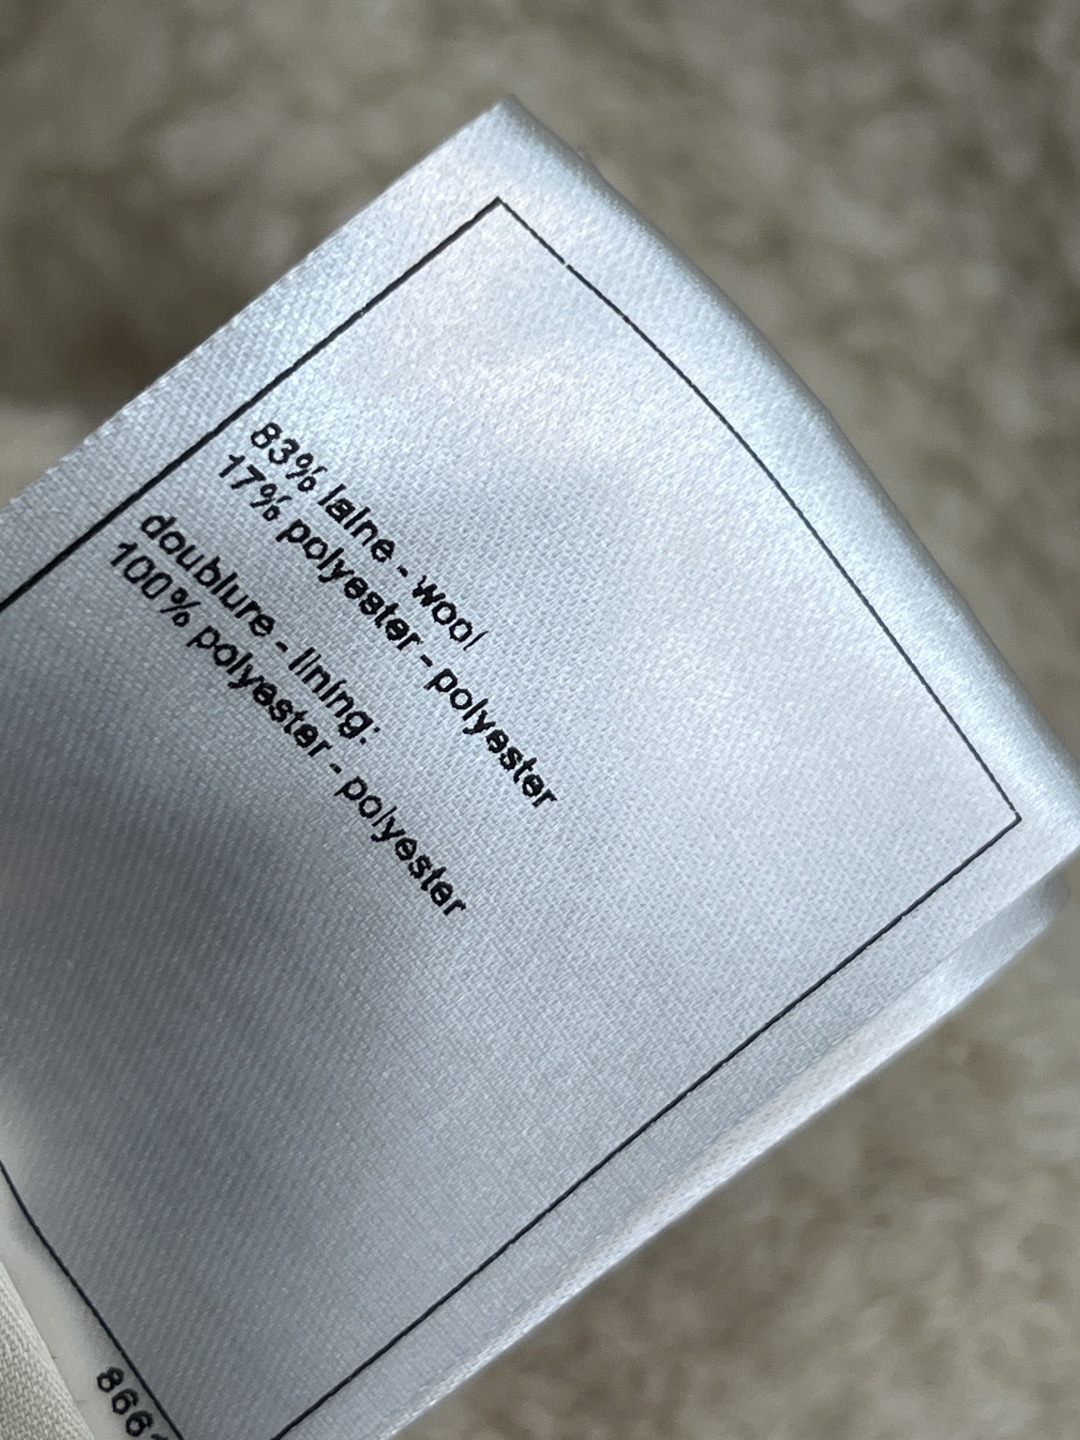 83% laine - wool
17% polyester - polyester
doublure - lining:
100% polyester - polyester